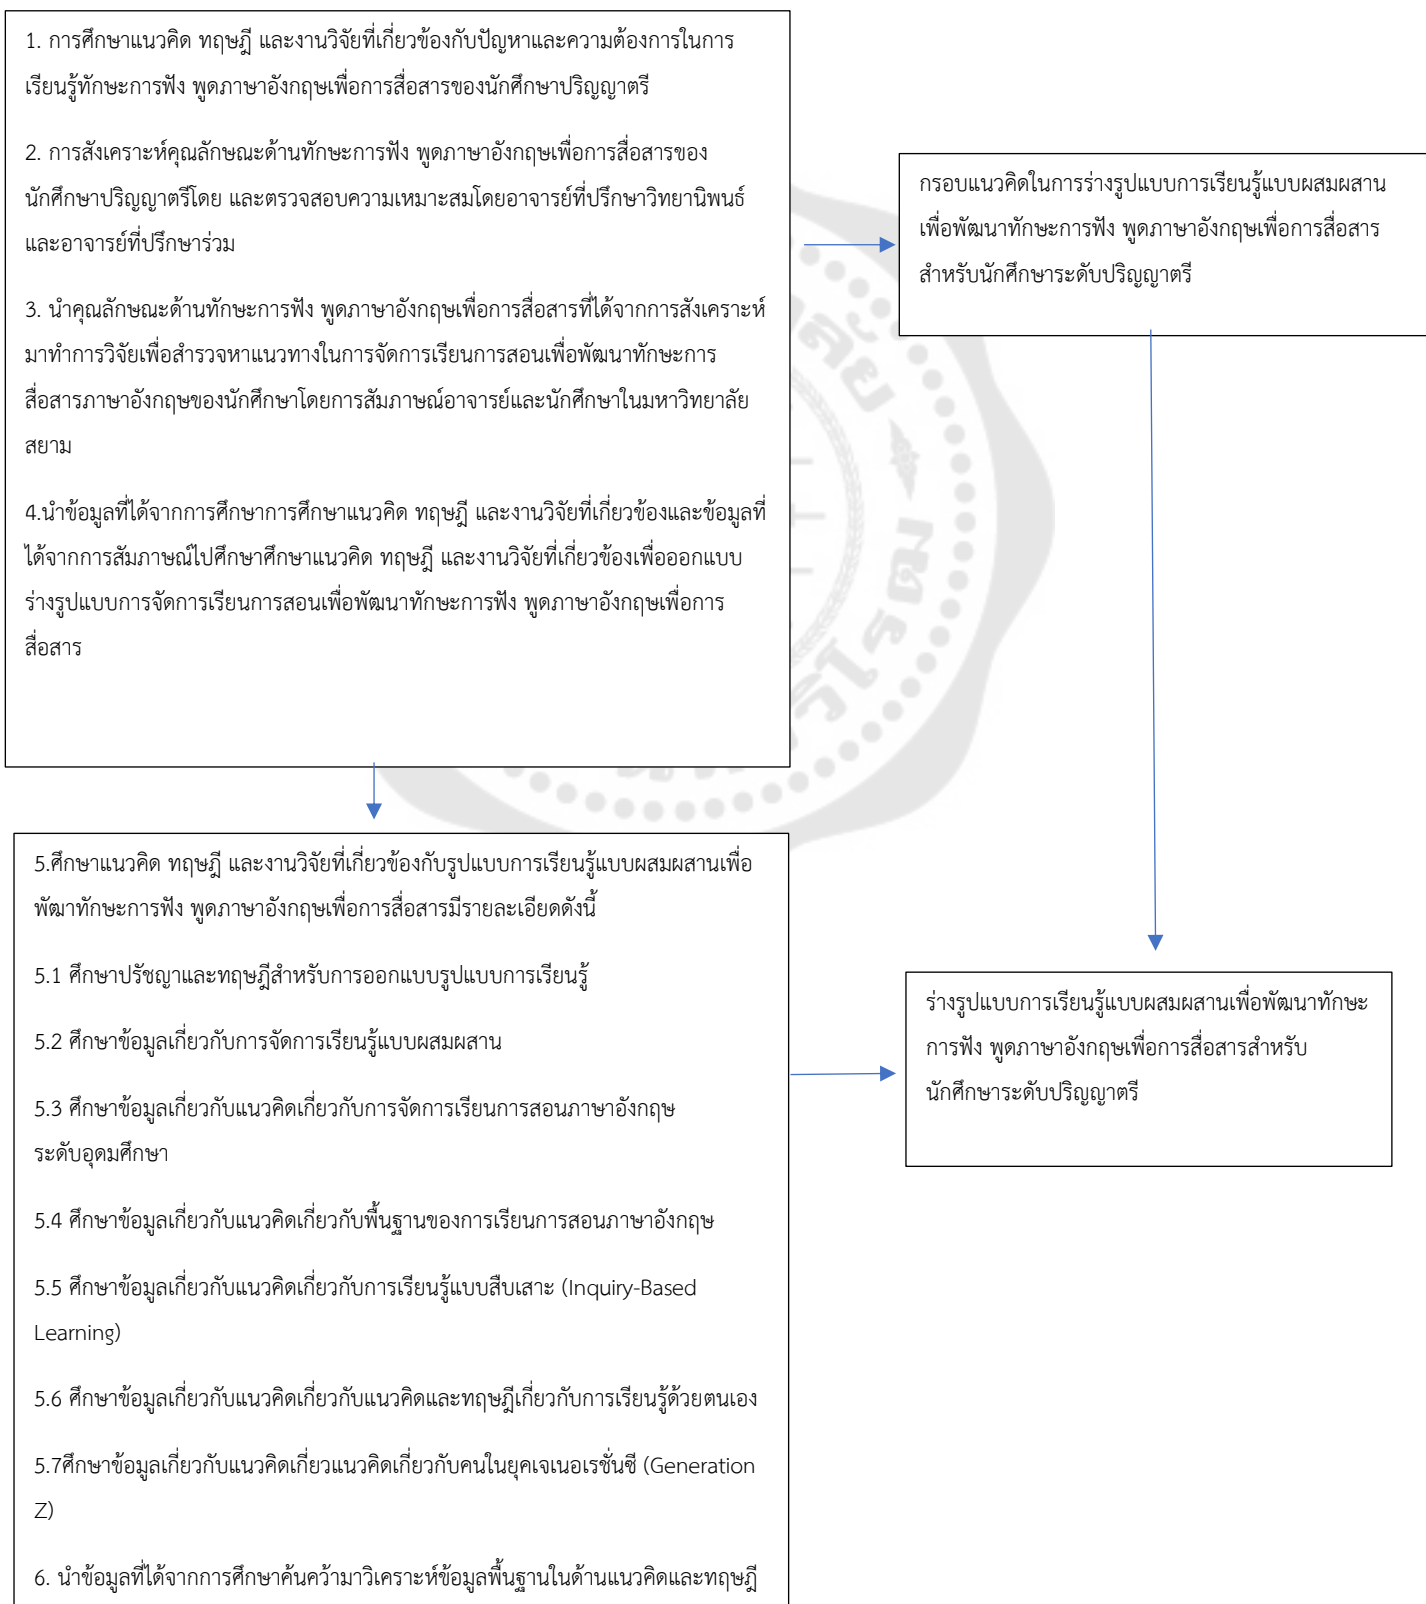 1. การศึกษาแนวคิด ทฤษฎี และงานวิจัยที่เกี่ยวข้องกับปัญหาและความต้องการในการ
เรียนรู้ทักษะการฟัง พูดภาษาอังกฤษเพื่อการสื่อสารของนักศึกษาปริญญาตรี
2. การสังเคราะห์คุณลักษณะด้านทักษะการฟัง พูดภาษาอังกฤษเพื่อการสื่อสารของ
นักศึกษาปริญญาตรีโดย และตรวจสอบความเหมาะสมโดยอาจารย์ที่ปรึกษาวิทยานิพนธ์
และอาจารย์ที่ปรึกษาร่วม
3. นำคุณลักษณะด้านทักษะการฟัง พูดภาษาอังกฤษเพื่อการสื่อสารที่ได้จากการสังเคราะห์
มาทำการวิจัยเพื่อสำรวจหาแนวทางในการจัดการเรียนการสอนเพื่อพัฒนาทักษะการ
สื่อสารภาษาอังกฤษของนักศึกษาโดยการสัมภาษณ์อาจารย์และนักศึกษาในมหาวิทยาลัย
สยาม
4.นำข้อมูลที่ได้จากการศึกษาการศึกษาแนวคิด ทฤษฎี และงานวิจัยที่เกี่ยวข้องและข้อมูลที่
ได้จากการสัมภาษณ์ไปศึกษาศึกษาแนวคิด ทฤษฎี และงานวิจัยที่เกี่ยวข้องเพื่อออกแบบ
ร่างรูปแบบการจัดการเรียนการสอนเพื่อพัฒนาทักษะการฟัง พูดภาษาอังกฤษเพื่อการ
สื่อสาร
กรอบแนวคิดในการร่างรูปแบบการเรียนรู้แบบผสมผสาน
เพื่อพัฒนาทักษะการฟัง พูดภาษาอังกฤษเพื่อการสื่อสาร
สำหรับนักศึกษาระดับปริญญาตรี
5.ศึกษาแนวคิด ทฤษฎี และงานวิจัยที่เกี่ยวข้องกับรูปแบบการเรียนรู้แบบผสมผสานเพื่อ
พัฒาทักษะการฟัง พูดภาษาอังกฤษเพื่อการสื่อสารมีรายละเอียดดังนี้
5.1 ศึกษาปรัชญาและทฤษฎีสำหรับการออกแบบรูปแบบการเรียนรู้
5.2 ศึกษาข้อมูลเกี่ยวกับการจัดการเรียนรู้แบบผสมผสาน
5.3 ศึกษาข้อมูลเกี่ยวกับแนวคิดเกี่ยวกับการจัดการเรียนการสอนภาษาอังกฤษ
ระดับอุดมศึกษา
5.4 ศึกษาข้อมูลเกี่ยวกับแนวคิดเกี่ยวกับพื้นฐานของการเรียนการสอนภาษาอังกฤษ
5.5 ศึกษาข้อมูลเกี่ยวกับแนวคิดเกี่ยวกับการเรียนรู้แบบสืบเสาะ (Inquiry-Based
Learning)
5.6 ศึกษาข้อมูลเกี่ยวกับแนวคิดเกี่ยวกับแนวคิดและทฤษฎีเกี่ยวกับการเรียนรู้ด้วยตนเอง
5.7ศึกษาข้อมูลเกี่ยวกับแนวคิดเกี่ยวแนวคิดเกี่ยวกับคนในยุคเจเนอเรชั่นซี (Generation
Z)
6. นำข้อมูลที่ได้จากการศึกษาค้นคว้ามาวิเคราะห์ข้อมูลพื้นฐานในด้านแนวคิดและทฤษฎี
ร่างรูปแบบการเรียนรู้แบบผสมผสานเพื่อพัฒนาทักษะ
การฟัง พูดภาษาอังกฤษเพื่อการสื่อสารสำหรับ
นักศึกษาระดับปริญญาตรี